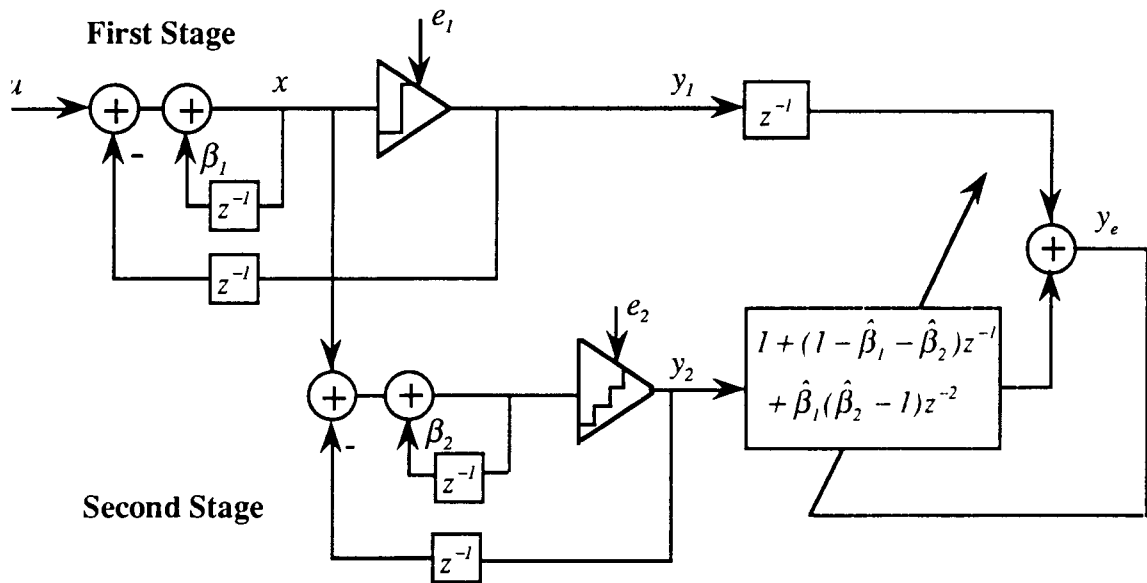 First Stage
e₁
u
+
+
x
y₁
z⁻¹
-
β₁
z⁻¹
z⁻¹
+
yₑ
e₂
+
+
y₂
1 + (1 - β̂₁ - β̂₂)z⁻¹
+ β̂₁(β̂₂ - 1)z⁻²
-
β₂
z⁻¹
Second Stage
z⁻¹